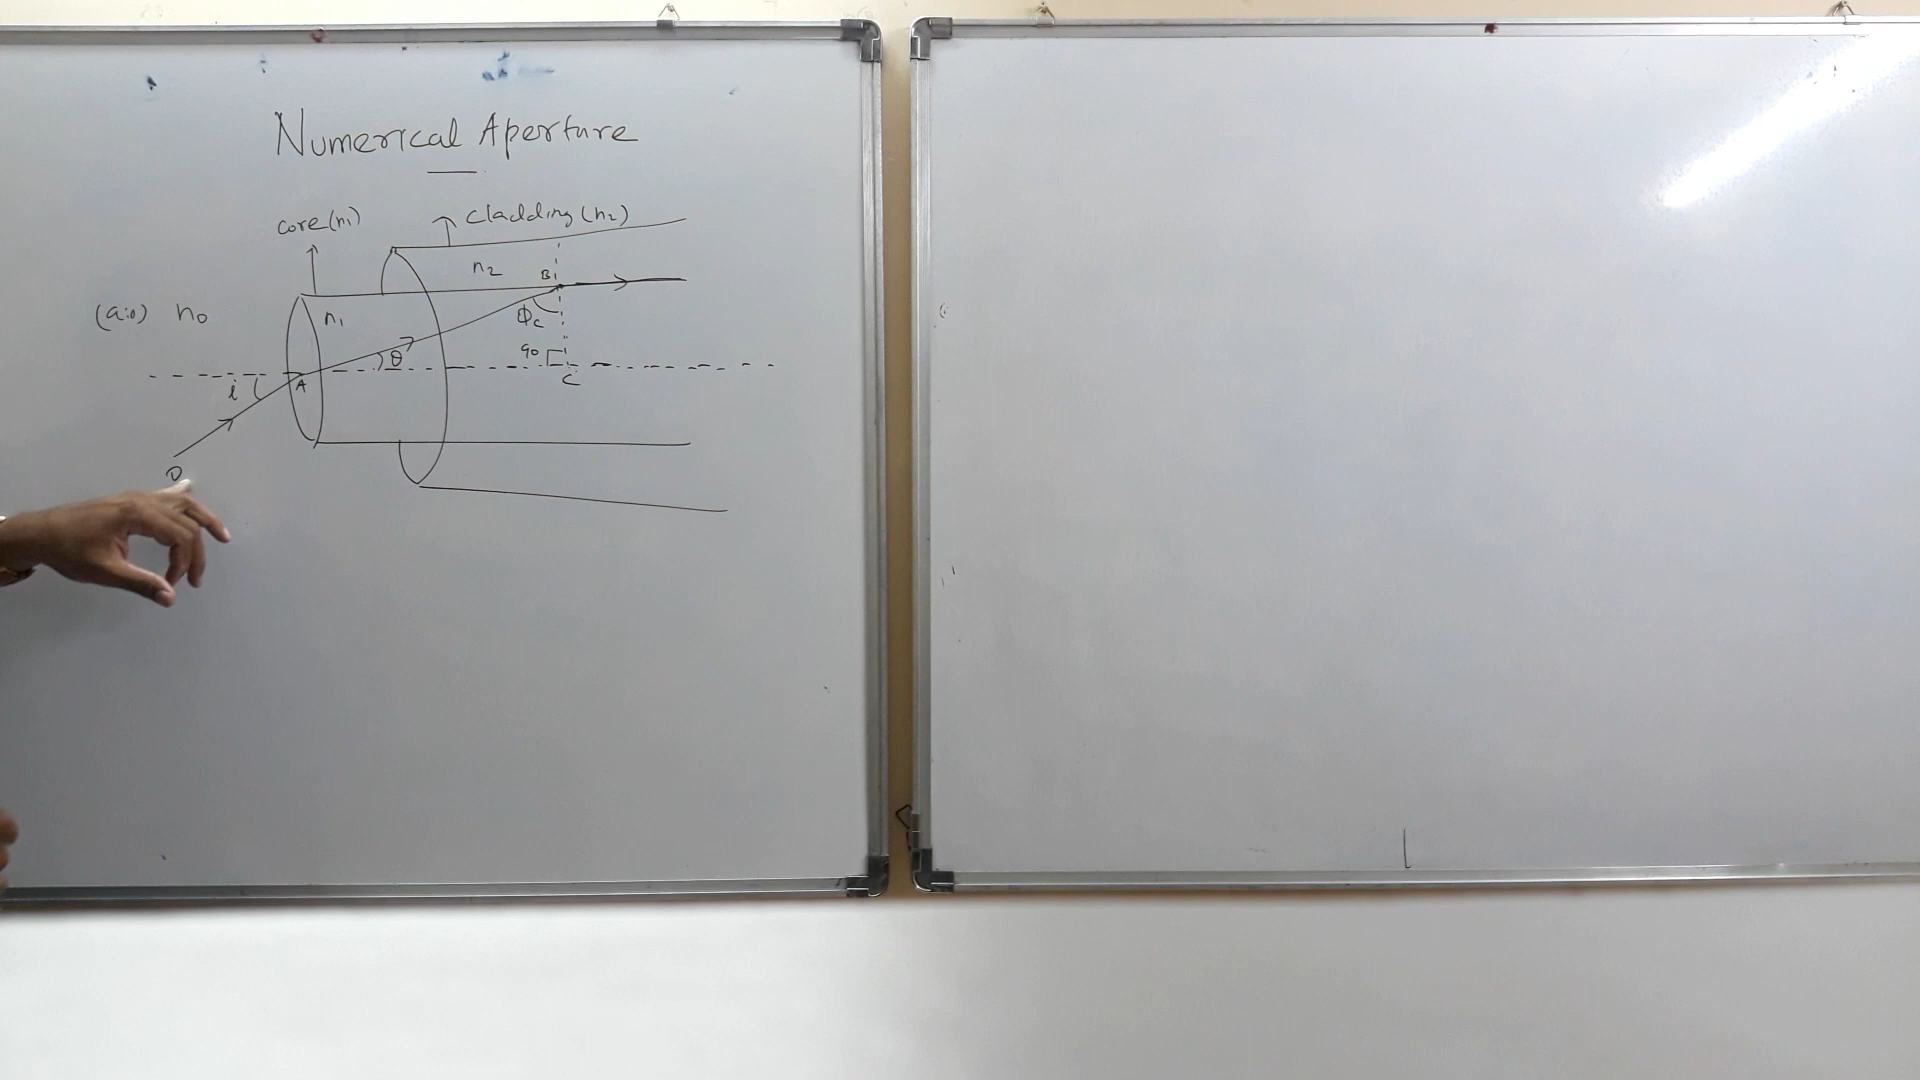 Numerical Aperture
core (n1)
Cladding (n2)
n2
B
(air) n0
n1
Φc
θ
90
i
A
C
D